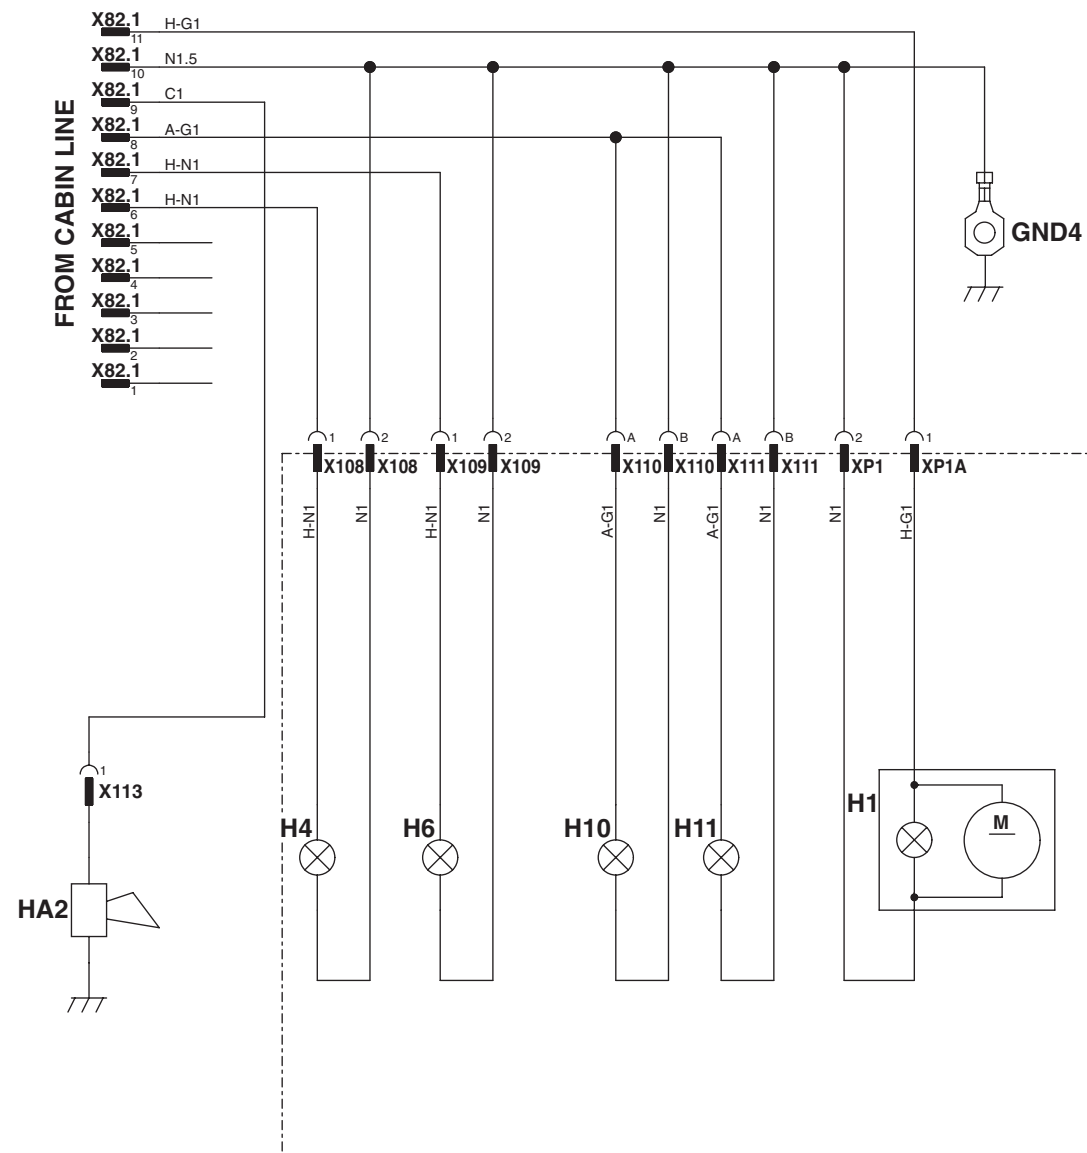 FROM CABIN LINE
X82.1 H-G1
11
X82.1 N1.5
10
X82.1 C1
9
X82.1 A-G1
8
X82.1 H-N1
7
X82.1 H-N1
6
X82.1
5
X82.1
4
X82.1
3
X82.1
2
X82.1
1
GND4
1 2 1 2 A B A B 2 1
X108 X108 X109 X109 X110 X110 X111 X111 XP1 XP1A
H-N1 N1 H-N1 N1 A-G1 N1 A-G1 N1 N1 H-G1
1
X113
H1
M
H4 H6 H10 H11
HA2